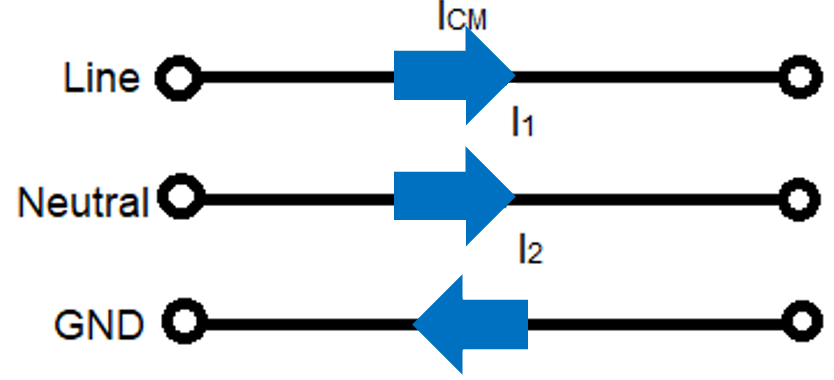 ICM
Line
I1
Neutral
I2
GND